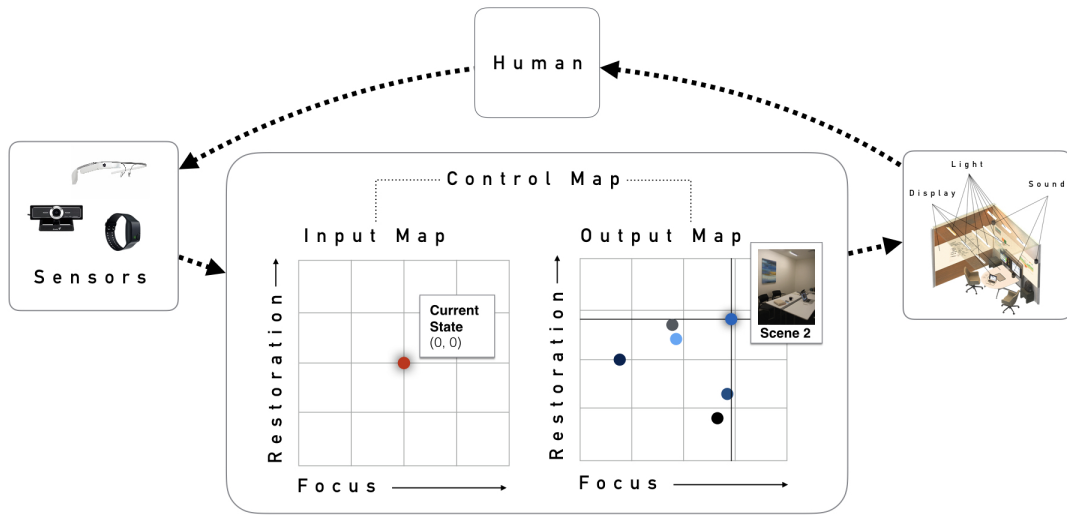 Human
Sensors
Control Map
Input Map
Restoration
Current
State
(0, 0)
Focus
Output Map
Restoration
Scene 2
Focus
Light
Display
Sound